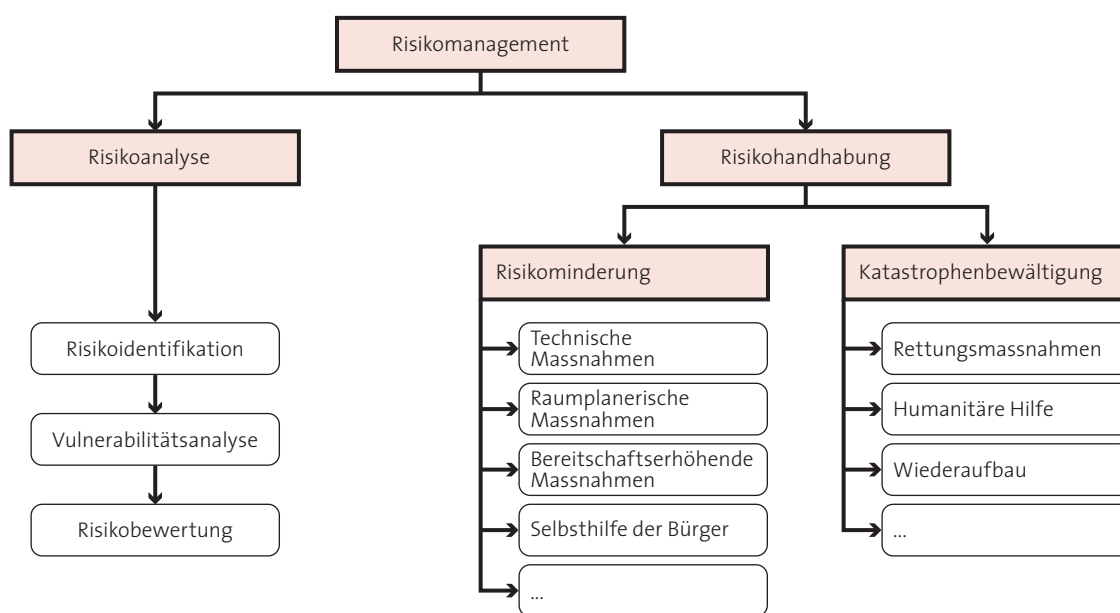 Risikomanagement
Risikoanalyse
Risikohandhabung
Risikoidentifikation
Vulnerabilitätsanalyse
Risikobewertung
Risikominderung
Technische
Massnahmen
Raumplanerische
Massnahmen
Bereitschaftserhöhende
Massnahmen
Selbsthilfe der Bürger
...
Katastrophenbewältigung
Rettungsmassnahmen
Humanitäre Hilfe
Wiederaufbau
...